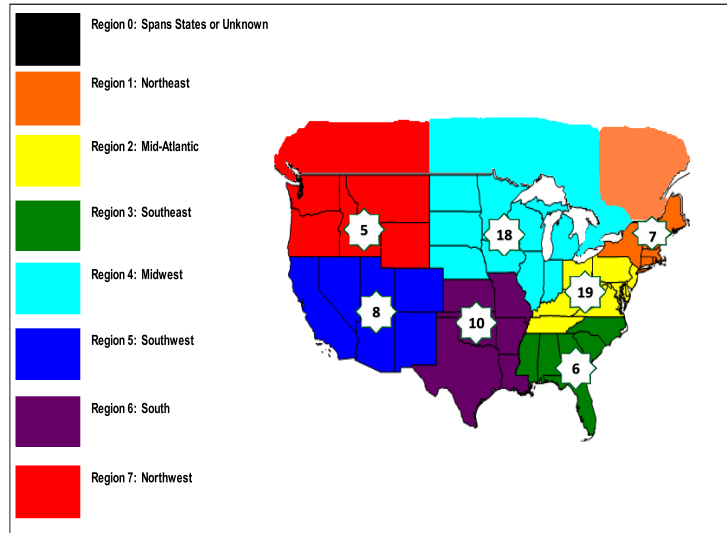 Region 0: Spans States or Unknown
Region 1: Northeast
Region 2: Mid-Atlantic
Region 3: Southeast
Region 4: Midwest
Region 5: Southwest
Region 6: South
Region 7: Northwest
5
18
7
8
10
19
6